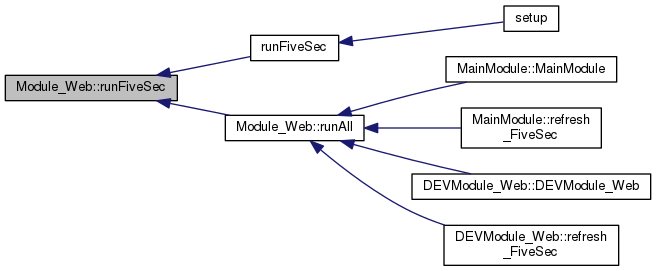 setup
runFiveSec
MainModule::MainModule
Module_Web::runFiveSec
MainModule::refresh
_FiveSec
Module_Web::runAll
DEVModule_Web::DEVModule_Web
DEVModule_Web::refresh
_FiveSec